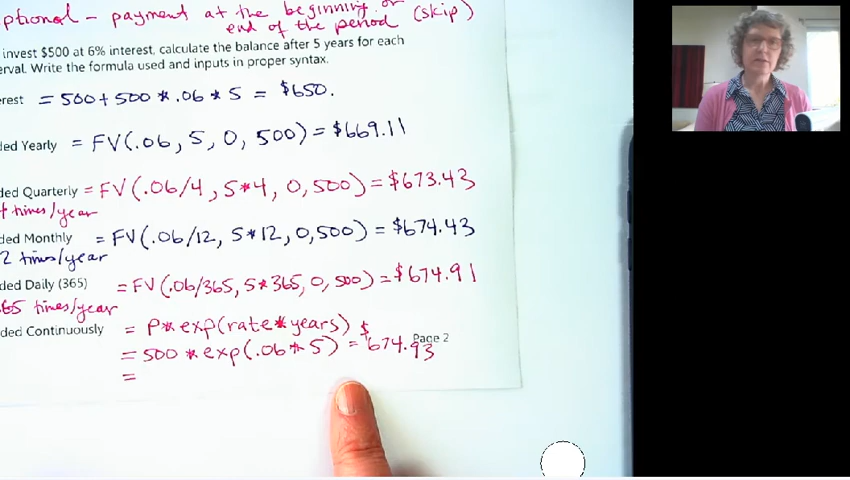 ptional – payment at the beginning or
end of the period (skip)
invest $500 at 6% interest, calculate the balance after 5 years for each
erval. Write the formula used and inputs in proper syntax.
erest = 500 + 500 * .06 * 5 = $650.
ded Yearly = FV(.06, 5, 0, 500) = $669.11
ded Quarterly = FV(.06/4, 5*4, 0, 500) = $673.43
times/year
ded Monthly = FV(.06/12, 5*12, 0, 500) = $674.43
2 times/year
ded Daily (365) = FV(.06/365, 5*365, 0, 500) = $674.91
65 times/year
ded Continuously = P * exp(rate * years)
= 500 * exp(.06 * 5) = $674.93
Page 2
=